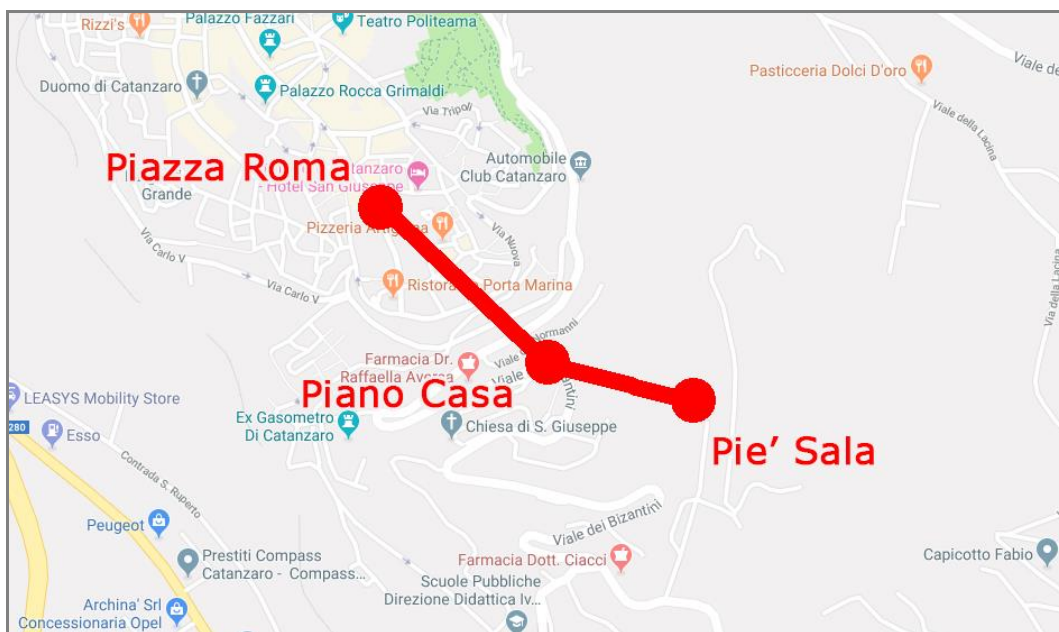 Rizzi's
Palazzo Fazzari
Teatro Politeama
Duomo di Catanzaro
Palazzo Rocca Grimaldi
Pasticceria Dolci D'oro
Viale de
Viale della Lacina
Via Tripoli
Automobile
Club Catanzaro
Piazza Roma
tanzaro
- Hotel San Giuseppe
Grande
Via Carlo V
Pizzeria
Via Nuova
Via Carlo V
Porta Marina
Via della Lacina
Farmacia Dr.
Raffaella
Viale
Viale
Piano Casa
LEASYS Mobility Store
Ex Gasometro
Di Catanzaro
Chiesa di S. Giuseppe
280
Esso
Pie’ Sala
Contrada S. Ruperto
Peugeot
Viale dei Bizantini
Prestiti Compass
Catanzaro - Compass...
Farmacia Dott. Ciacci
Capicotto Fabio
Scuole Pubbliche
Direzione Didattica Iv...
Archina' Srl
Concessionaria Opel